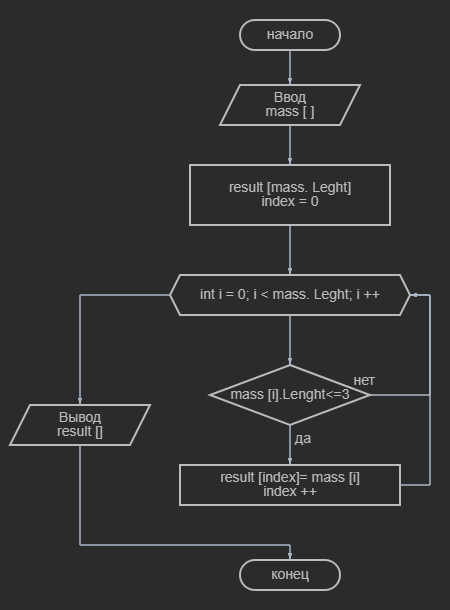 начало
Ввод
mass [ ]
result [mass. Leght]
index = 0
int i = 0; i < mass. Leght; i ++
нет
mass [i].Lenght<=3
да
Вывод
result []
result [index]= mass [i]
index ++
конец